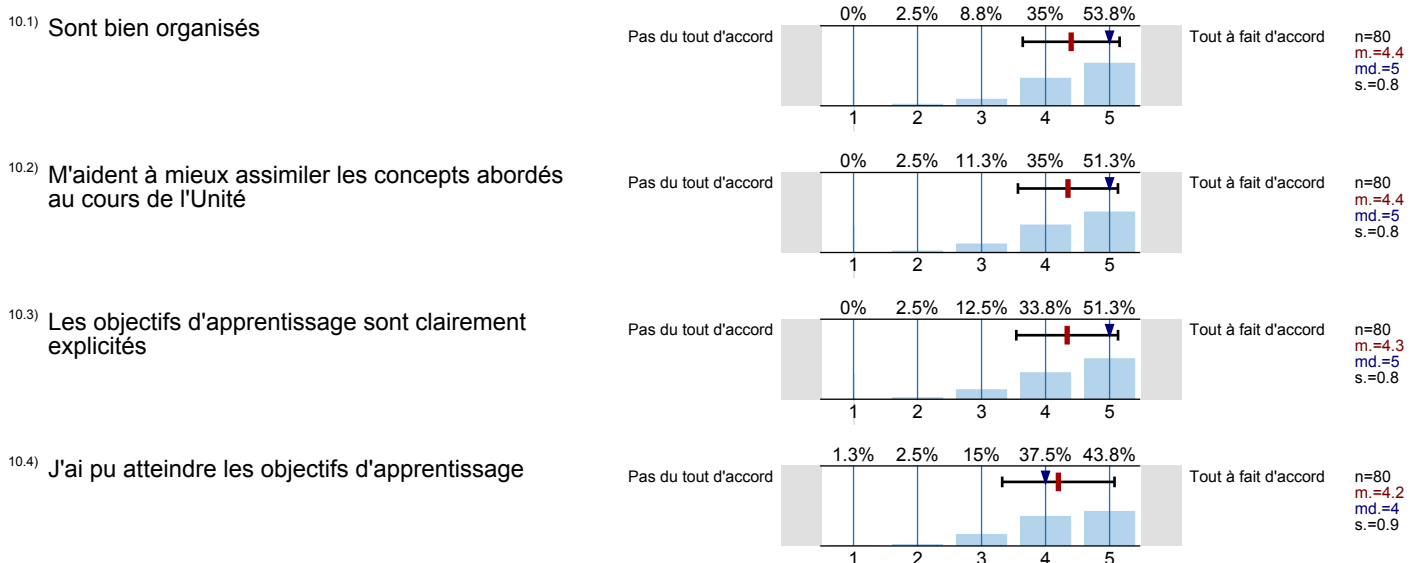 10.1) Sont bien organisés
0% 2.5% 8.8% 35% 53.8%
Pas du tout d'accord
Tout à fait d'accord
n=80
m.=4.4
md.=5
s.=0.8
1 2 3 4 5
10.2) M'aident à mieux assimiler les concepts abordés
au cours de l'Unité
0% 2.5% 11.3% 35% 51.3%
Pas du tout d'accord
Tout à fait d'accord
n=80
m.=4.4
md.=5
s.=0.8
1 2 3 4 5
10.3) Les objectifs d'apprentissage sont clairement
explicités
0% 2.5% 12.5% 33.8% 51.3%
Pas du tout d'accord
Tout à fait d'accord
n=80
m.=4.3
md.=5
s.=0.8
1 2 3 4 5
10.4) J'ai pu atteindre les objectifs d'apprentissage
1.3% 2.5% 15% 37.5% 43.8%
Pas du tout d'accord
Tout à fait d'accord
n=80
m.=4.2
md.=4
s.=0.9
1 2 3 4 5